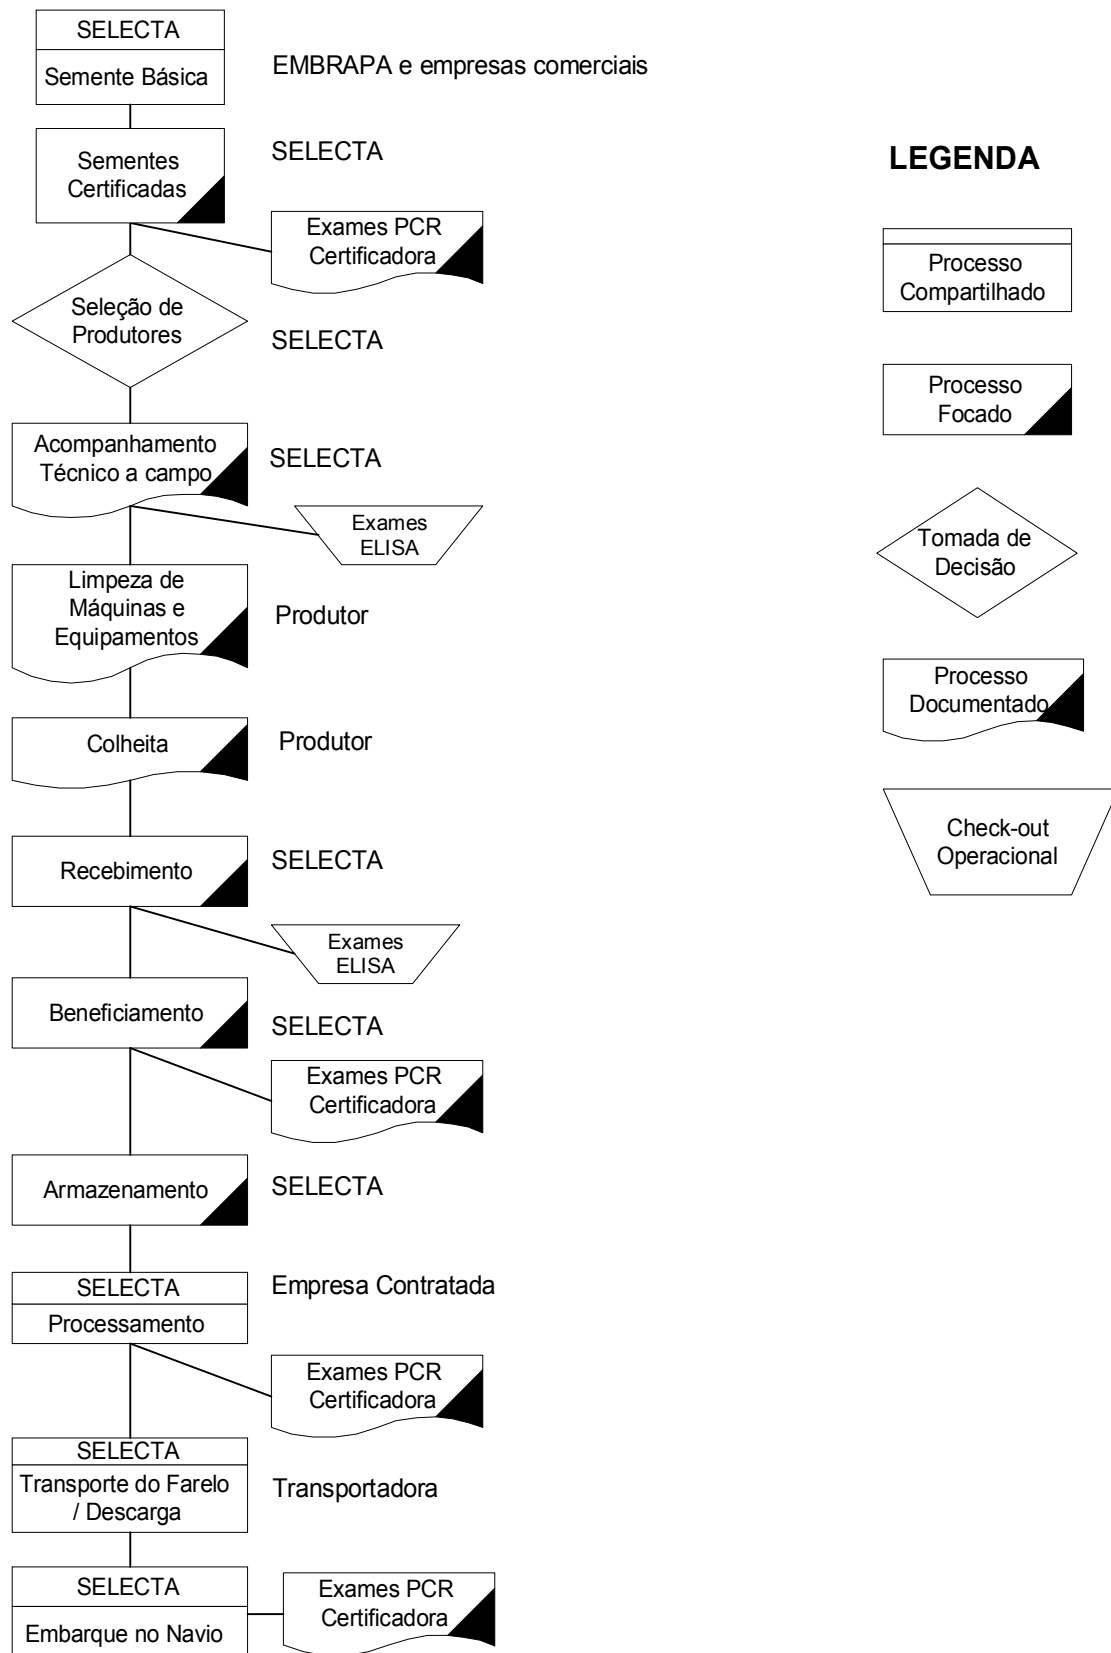 SELECTA
Semente Básica
EMBRAPA e empresas comerciais
Sementes
Certificadas
SELECTA
Exames PCR
Certificadora
Seleção de
Produtores
SELECTA
Acompanhamento
Técnico a campo
SELECTA
Exames
ELISA
Limpeza de
Máquinas e
Equipamentos
Produtor
Colheita
Produtor
Recebimento
SELECTA
Exames
ELISA
Beneficiamento
SELECTA
Exames PCR
Certificadora
Armazenamento
SELECTA
SELECTA
Processamento
Empresa Contratada
Exames PCR
Certificadora
SELECTA
Transporte do Farelo
/ Descarga
Transportadora
SELECTA
Embarque no Navio
Exames PCR
Certificadora
LEGENDA
Processo
Compartilhado
Processo
Focado
Tomada de
Decisão
Processo
Documentado
Check-out
Operacional